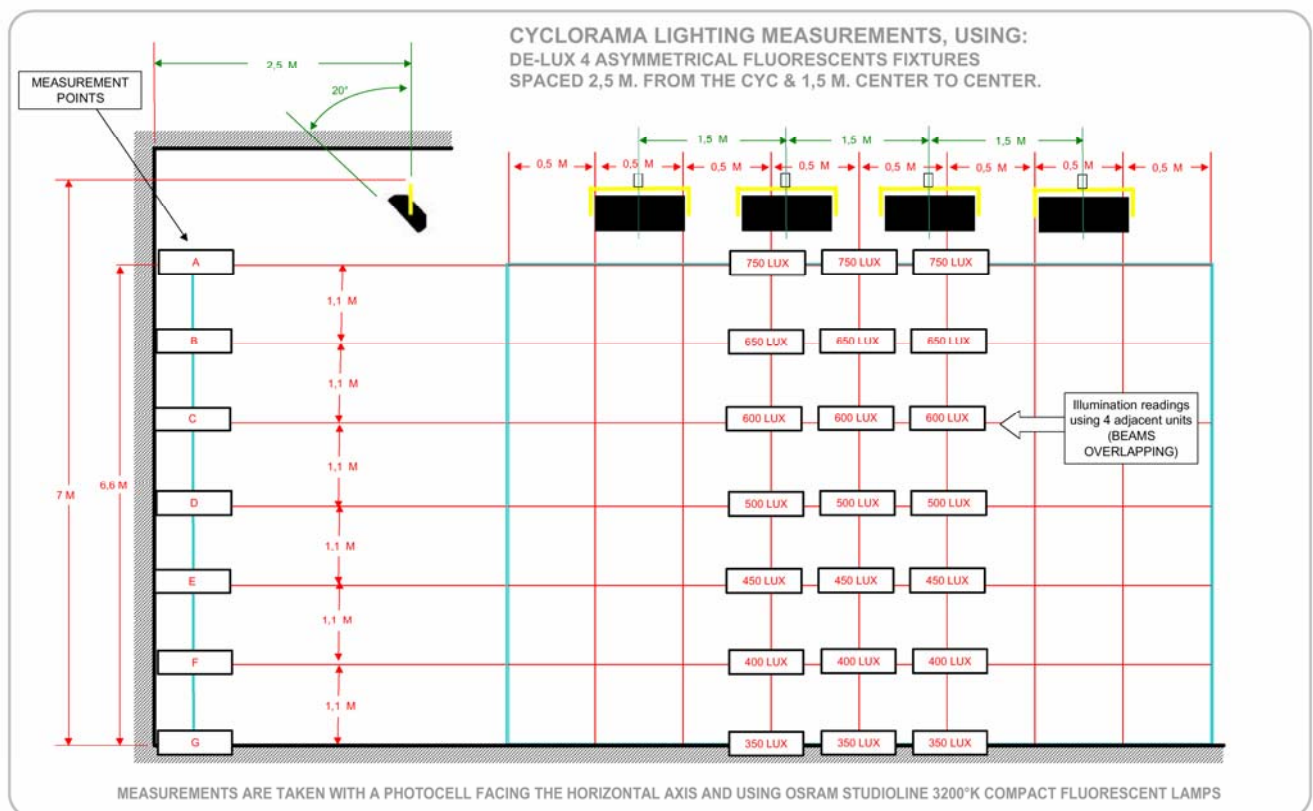 CYCLORAMA LIGHTING MEASUREMENTS, USING:
DE-LUX 4 ASYMMETRICAL FLUORESCENTS FIXTURES
SPACED 2,5 M. FROM THE CYC & 1,5 M. CENTER TO CENTER.
MEASUREMENT
POINTS
2,5 M
20°
1,5 M 1,5 M 1,5 M
0,5 M 0,5 M 0,5 M 0,5 M 0,5 M 0,5 M 0,5 M 0,5 M
A 750 LUX 750 LUX 750 LUX
1,1 M
B 650 LUX 650 LUX 650 LUX
1,1 M
C 600 LUX 600 LUX 600 LUX
Illumination readings
using 4 adjacent units
(BEAMS
OVERLAPPING)
1,1 M
7 M 6,6 M
D 500 LUX 500 LUX 500 LUX
1,1 M
E 450 LUX 450 LUX 450 LUX
1,1 M
F 400 LUX 400 LUX 400 LUX
1,1 M
G 350 LUX 350 LUX 350 LUX
MEASUREMENTS ARE TAKEN WITH A PHOTOCELL FACING THE HORIZONTAL AXIS AND USING OSRAM STUDIOLINE 3200°K COMPACT FLUORESCENT LAMPS